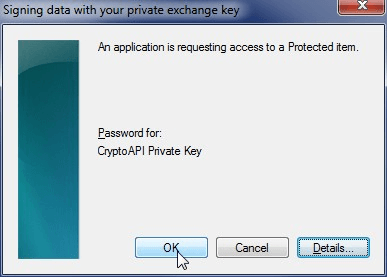 Signing data with your private exchange key
An application is requesting access to a Protected item.
Password for:
CryptoAPI Private Key
OK
Cancel
Details...